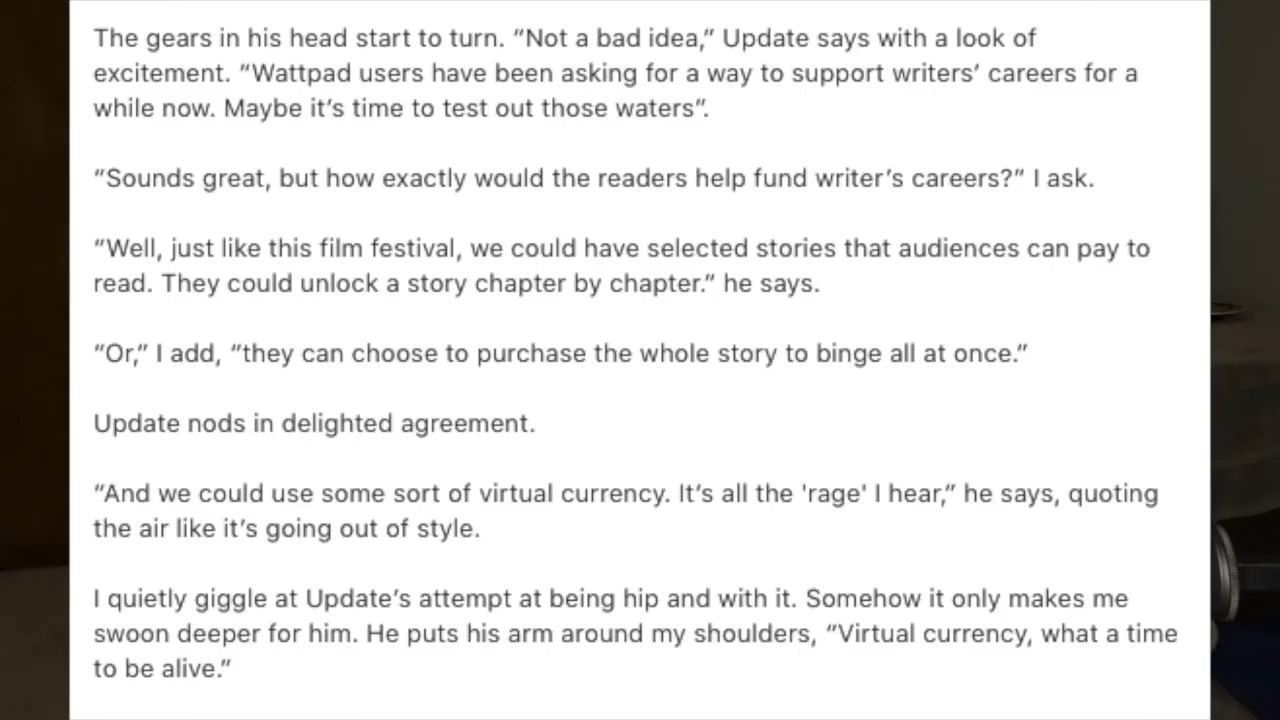 The gears in his head start to turn. “Not a bad idea,” Update says with a look of
excitement. “Wattpad users have been asking for a way to support writers’ careers for a
while now. Maybe it’s time to test out those waters”.
“Sounds great, but how exactly would the readers help fund writer’s careers?” I ask.
“Well, just like this film festival, we could have selected stories that audiences can pay to
read. They could unlock a story chapter by chapter.” he says.
“Or,” I add, “they can choose to purchase the whole story to binge all at once.”
Update nods in delighted agreement.
“And we could use some sort of virtual currency. It’s all the 'rage' I hear,” he says, quoting
the air like it’s going out of style.
I quietly giggle at Update’s attempt at being hip and with it. Somehow it only makes me
swoon deeper for him. He puts his arm around my shoulders, “Virtual currency, what a time
to be alive.”